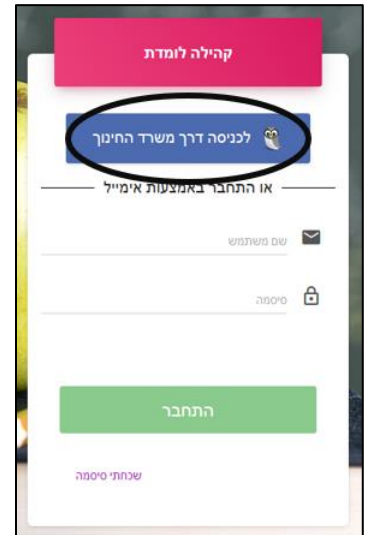 קהילה לומדת
לכניסה דרך משרד החינוך
או התחבר באמצעות אימייל
שם משתמש
סיסמה
התחבר
שכחתי סיסמה